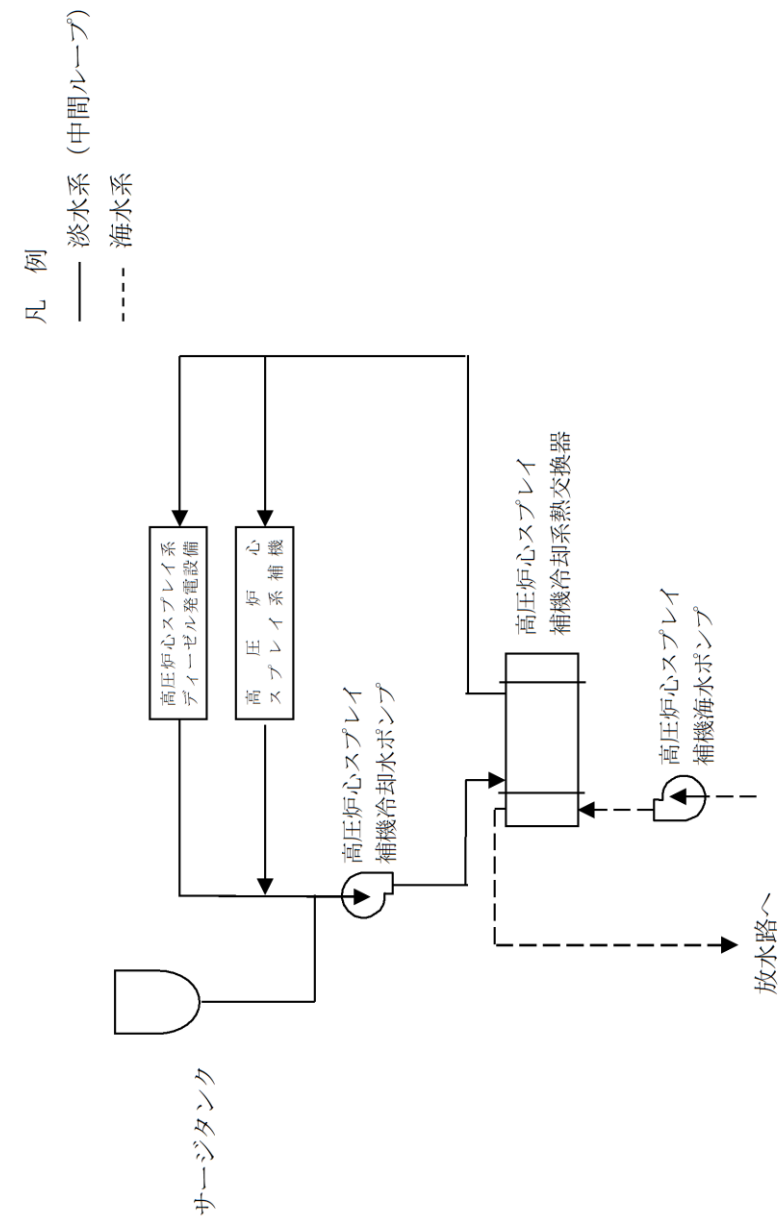 凡　例
淡水系（中間ループ）
海水系
高圧炉心スプレイ系
ディーゼル発電設備
高圧炉心
スプレイ系補機
サージタンク
高圧炉心スプレイ
補機冷却水ポンプ
高圧炉心スプレイ
補機冷却系熱交換器
高圧炉心スプレイ
補機海水ポンプ
放水路へ